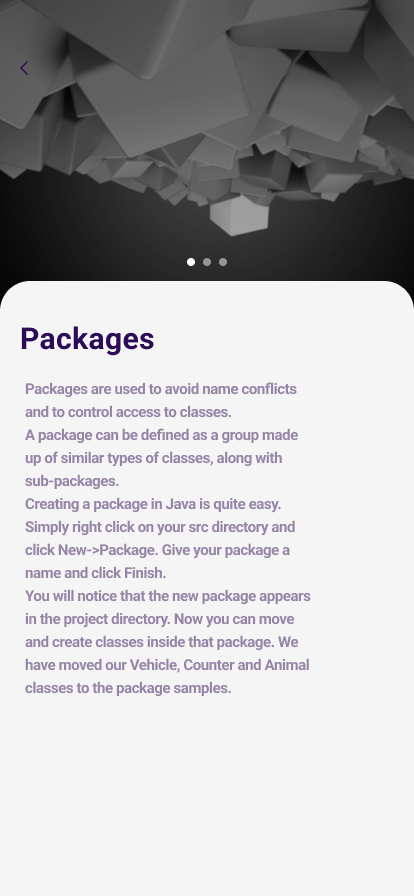 Packages
Packages are used to avoid name conflicts
and to control access to classes.
A package can be defined as a group made
up of similar types of classes, along with
sub-packages.
Creating a package in Java is quite easy.
Simply right click on your src directory and
click New->Package. Give your package a
name and click Finish.
You will notice that the new package appears
in the project directory. Now you can move
and create classes inside that package. We
have moved our Vehicle, Counter and Animal
classes to the package samples.